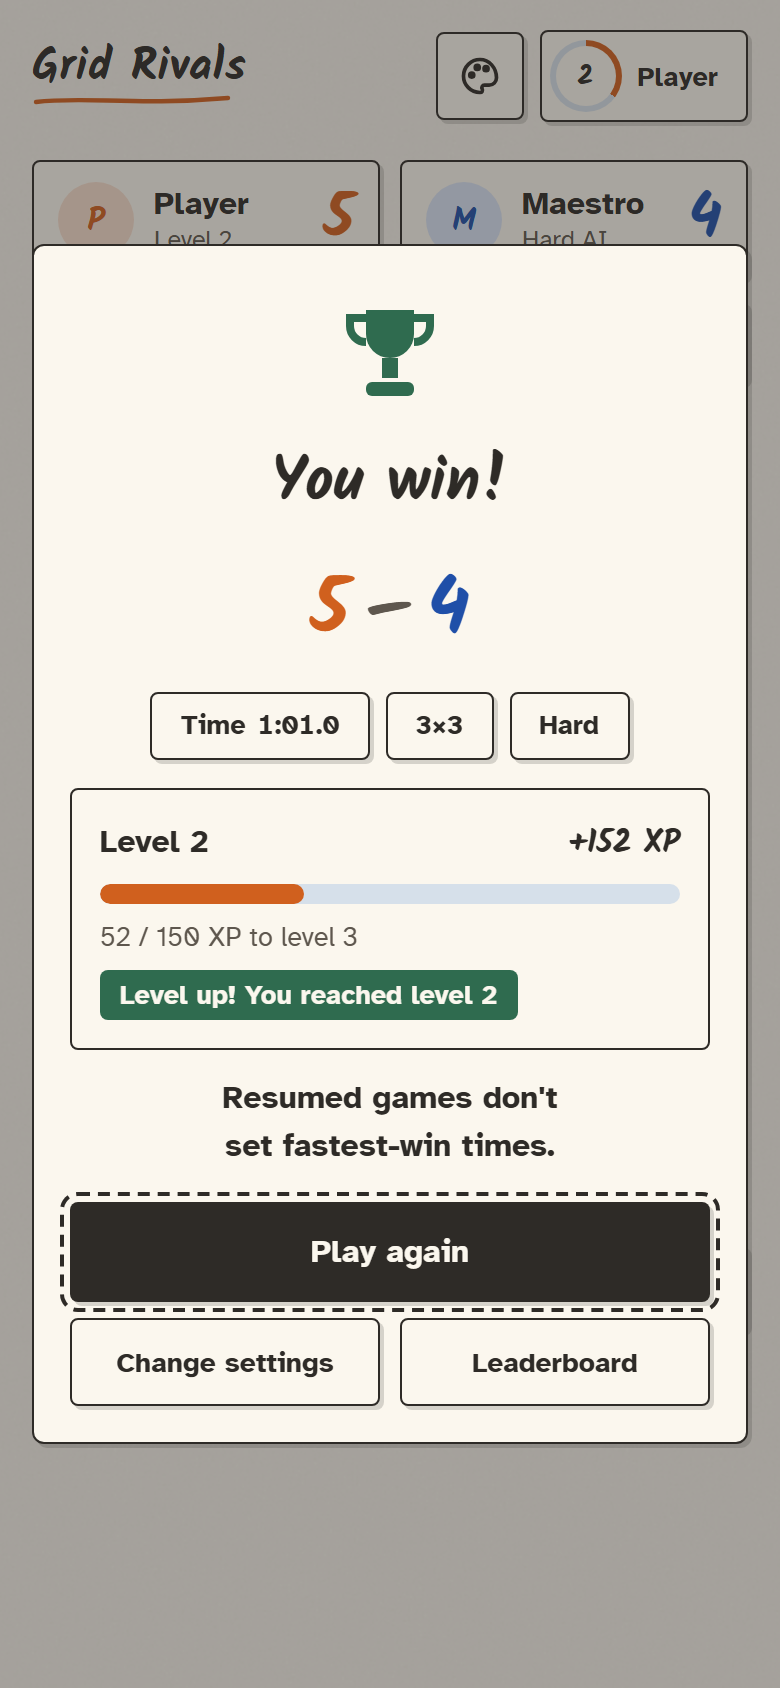 Grid Rivals
2 Player
P Player 5
Level 2
M Maestro 4
Hard AI
You win!
5 – 4
Time 1:01.0
3×3
Hard
Level 2 +152 XP
52 / 150 XP to level 3
Level up! You reached level 2
Resumed games don't
set fastest-win times.
Play again
Change settings
Leaderboard